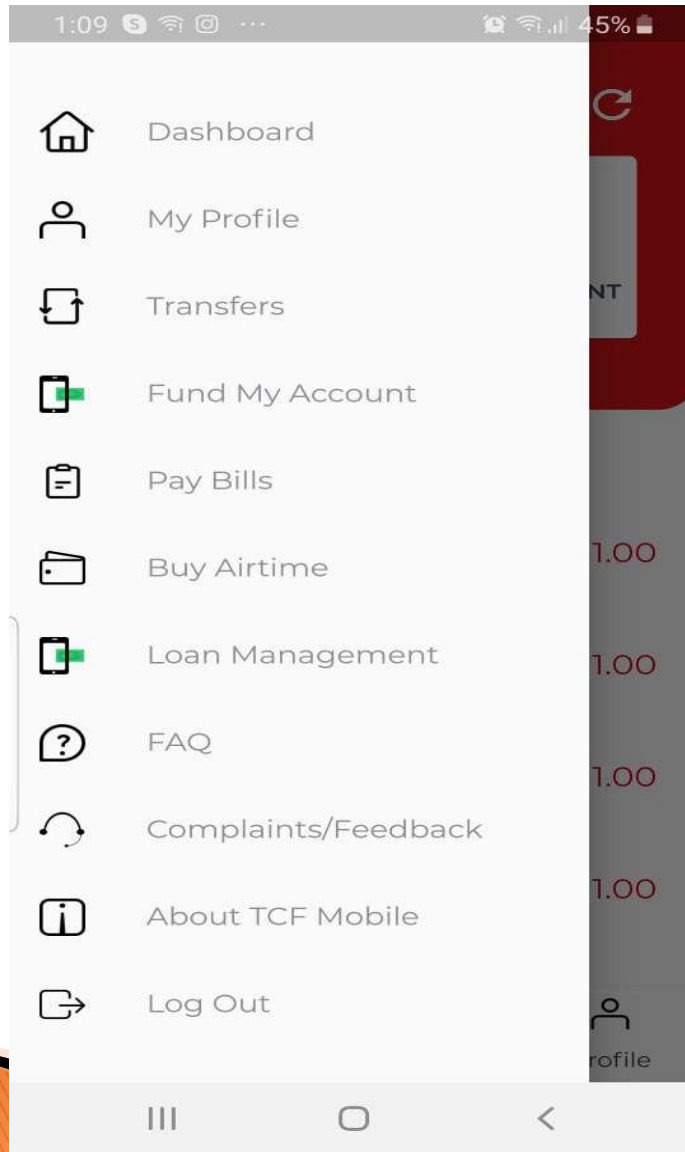 1:09
45%
Dashboard
My Profile
NT
Transfers
Fund My Account
Pay Bills
1.00
Buy Airtime
Loan Management
1.00
FAQ
1.00
Complaints/Feedback
1.00
About TCF Mobile
Log Out
rofile